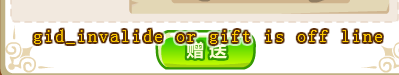 gid_invalide or gift is off line
赠送